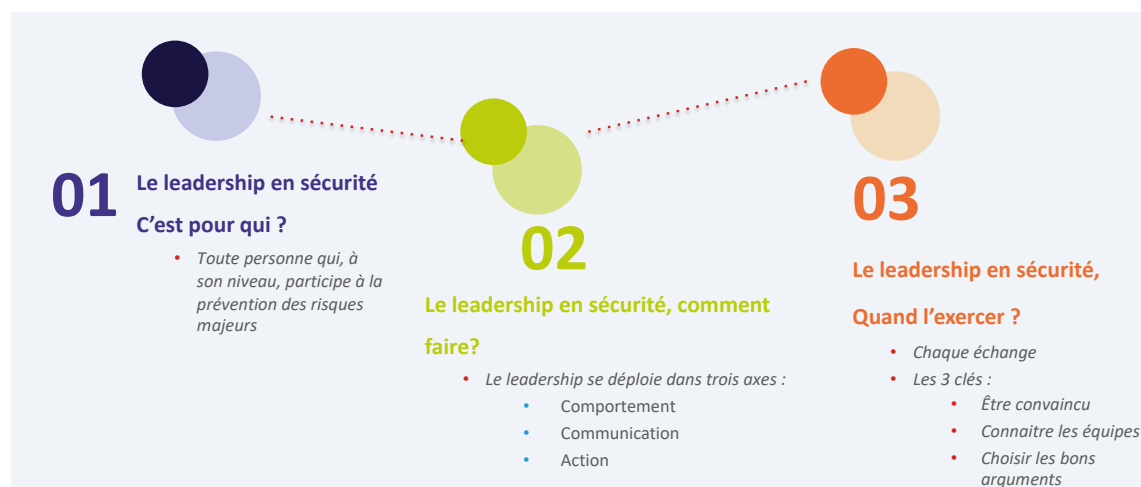 01
Le leadership en sécurité
C’est pour qui ?
• Toute personne qui, à
son niveau, participe à la
prévention des risques
majeurs
02
Le leadership en sécurité, comment
faire?
• Le leadership se déploie dans trois axes :
• Comportement
• Communication
• Action
03
Le leadership en sécurité,
Quand l’exercer ?
• Chaque échange
• Les 3 clés :
• Être convaincu
• Connaitre les équipes
• Choisir les bons
arguments